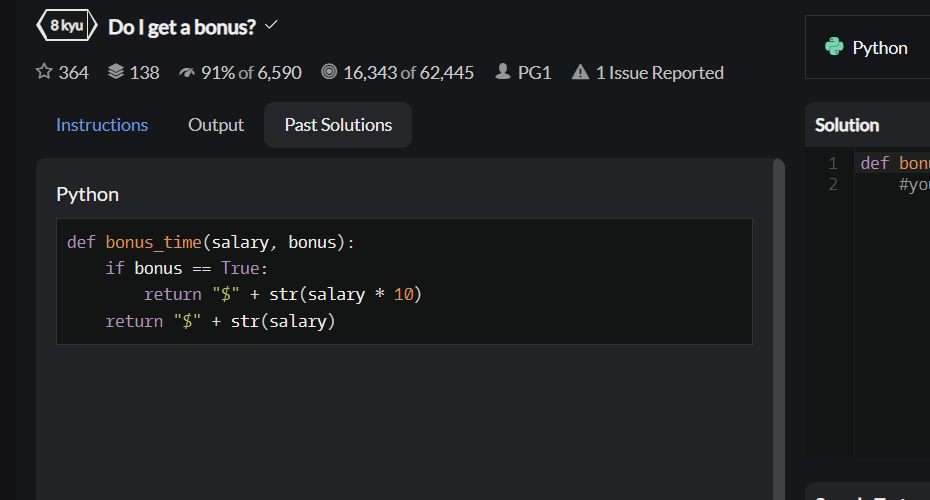 8 kyu Do I get a bonus?
364 138 91% of 6,590 16,343 of 62,445 PG1 1 Issue Reported
Python
Instructions Output Past Solutions
Solution
Python
def bonus_time(salary, bonus):
    if bonus == True:
        return "$" + str(salary * 10)
    return "$" + str(salary)
1 def bon
2 #you